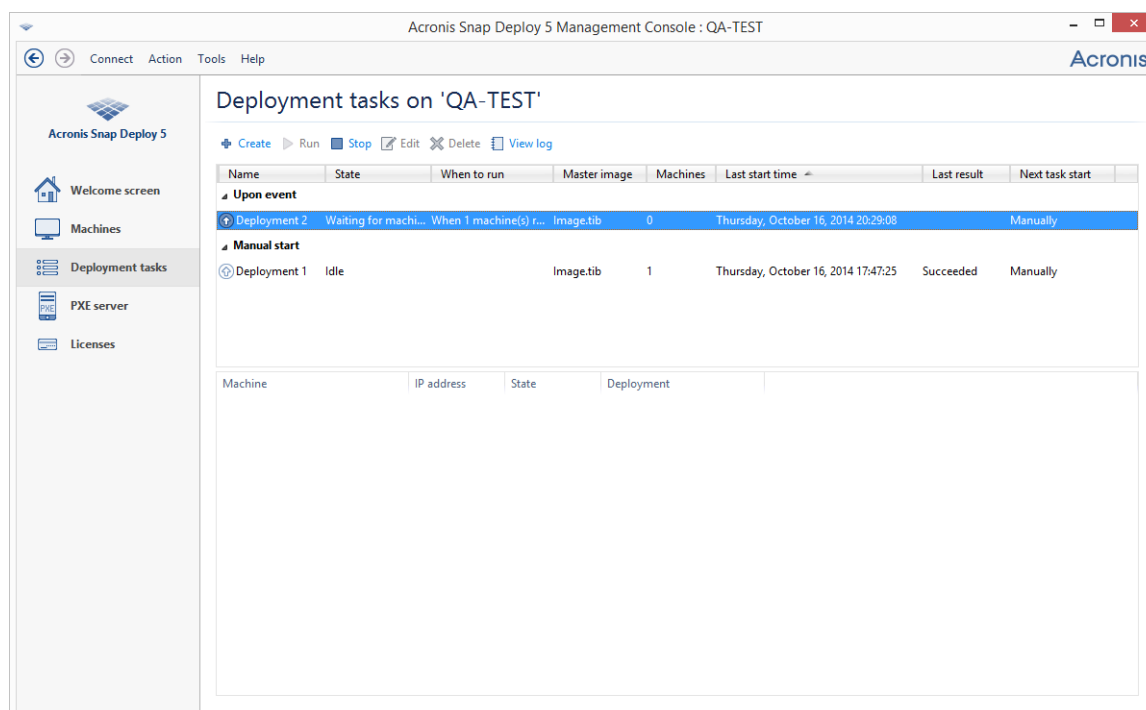 Acronis Snap Deploy 5 Management Console : QA-TEST
Connect Action Tools Help
Acronis
Acronis Snap Deploy 5
Welcome screen
Machines
Deployment tasks
PXE
PXE server
Licenses
Deployment tasks on 'QA-TEST'
Create Run Stop Edit Delete View log
Name State When to run Master image Machines Last start time Last result Next task start
Upon event
Deployment 2 Waiting for machi... When 1 machine(s) r... Image.tib 0 Thursday, October 16, 2014 20:29:08 Manually
Manual start
Deployment 1 Idle Image.tib 1 Thursday, October 16, 2014 17:47:25 Succeeded Manually
Machine IP address State Deployment